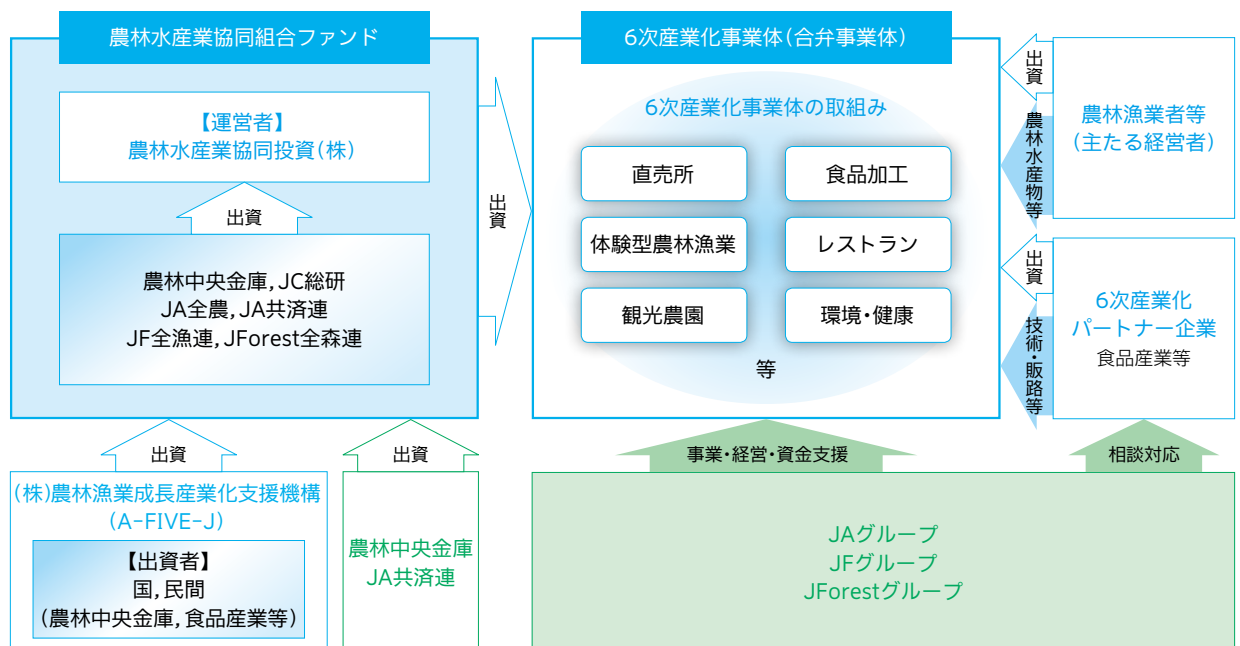 農林水産業協同組合ファンド
【運営者】
農林水産業協同投資(株)
出資
農林中央金庫,JC総研
JA全農,JA共済連
JF全漁連,JForest全森連
出資
(株)農林漁業成長産業化支援機構
(A-FIVE-J)
【出資者】
国,民間
(農林中央金庫,食品産業等)
出資
農林中央金庫
JA共済連
出資
6次産業化事業体(合弁事業体)
6次産業化事業体の取組み
直売所
食品加工
体験型農林漁業
レストラン
観光農園
環境・健康
等
出資
農林水産物等
農林漁業者等
(主たる経営者)
出資
技術・販路等
6次産業化
パートナー企業
食品産業等
事業・経営・資金支援
相談対応
JAグループ
JFグループ
JForestグループ